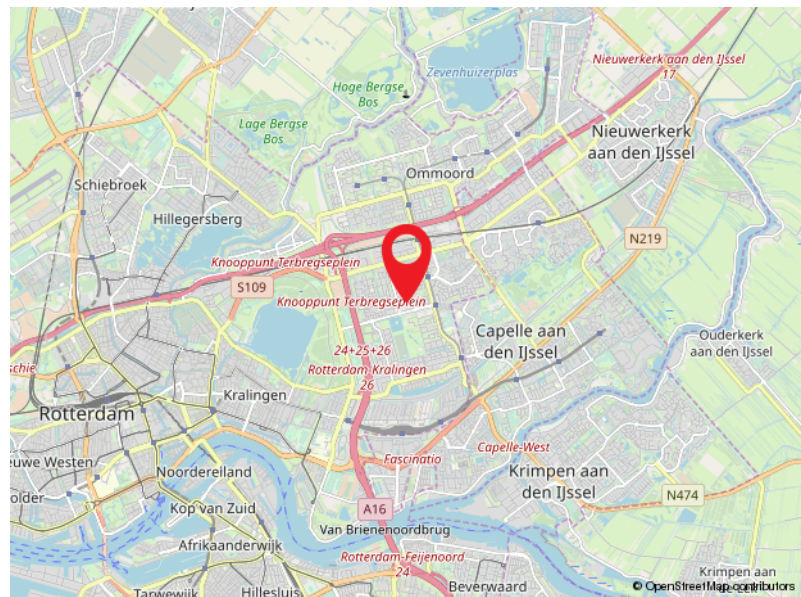 Nieuwerkerk aan den IJssel
17
Zevenhuizerplas
Hoge Bergse
Bos
Lage Bergse
Bos
Nieuwerkerk
aan den IJssel
Ommoord
Schiebroek
Hillegersberg
N219
Knooppunt Terbregseplein
S109
Knooppunt Terbregseplein
Capelle aan
den IJssel
Ouderkerk
aan den IJssel
24+25+26
Rotterdam-Kralingen
26
Kralingen
Rotterdam
Capelle-West
Fascinatio
Noordereiland
Krimpen aan
den IJssel
N474
Kop van Zuid
A16
Van Brienenoordbrug
Afrikaanderwijk
Rotterdam-Feijenoord
24
Krimpen aan
Beverwaard
Tarwewijk
Hillesluis
© OpenStreetMap contributors